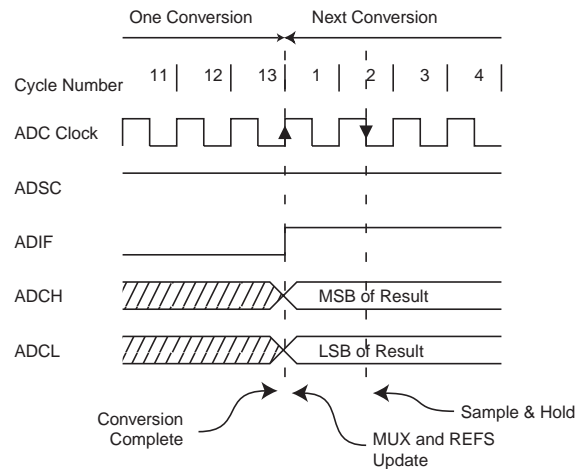 One Conversion
Next Conversion
Cycle Number
11
12
13
1
2
3
4
ADC Clock
ADSC
ADIF
ADCH
MSB of Result
ADCL
LSB of Result
Conversion
Complete
MUX and REFS
Update
Sample & Hold